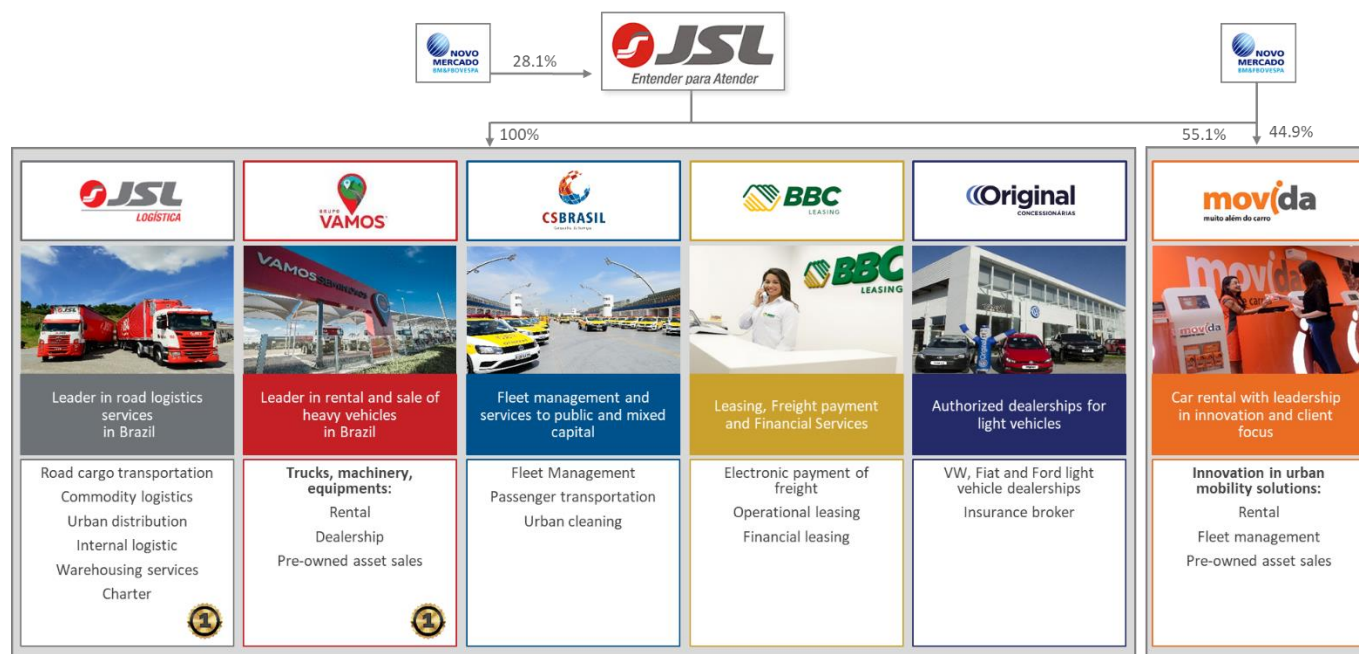 NOVO
MERCADO
BM&FBOVESPA
28.1%
JSL
Entender para Atender
NOVO
MERCADO
BM&FBOVESPA
100%
55.1%
44.9%
JSL
LOGÍSTICA
GRUPO
VAMOS
CSBRASIL
BBC
LEASING
Original
CONCESSIONÁRIAS
movida
muito além do carro
JSL
VAMOS
BBC
LEASING
movida
movida
Leader in road logistics
services
in Brazil
Leader in rental and sale of
heavy vehicles
in Brazil
Fleet management and
services to public and mixed
capital
Leasing, Freight payment
and Financial Services
Authorized dealerships for
light vehicles
Car rental with leadership
in innovation and client
focus
Road cargo transportation
Commodity logistics
Urban distribution
Internal logistic
Warehousing services
Charter
1
Trucks, machinery,
equipments:
Rental
Dealership
Pre-owned asset sales
1
Fleet Management
Passenger transportation
Urban cleaning
Electronic payment of
freight
Operational leasing
Financial leasing
VW, Fiat and Ford light
vehicle dealerships
Insurance broker
Innovation in urban
mobility solutions:
Rental
Fleet management
Pre-owned asset sales